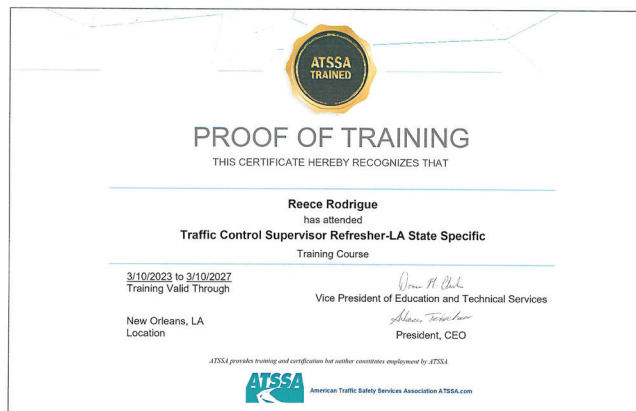 ATSSA
TRAINED
PROOF OF TRAINING
THIS CERTIFICATE HEREBY RECOGNIZES THAT
Reece Rodrigue
has attended
Traffic Control Supervisor Refresher-LA State Specific
Training Course
3/10/2023 to 3/10/2027
Training Valid Through
Vice President of Education and Technical Services
New Orleans, LA
Location
President, CEO
ATSSA provides training and certification but neither constitutes employment by ATSSA.
ATSSA
American Traffic Safety Services Association ATSSA.com